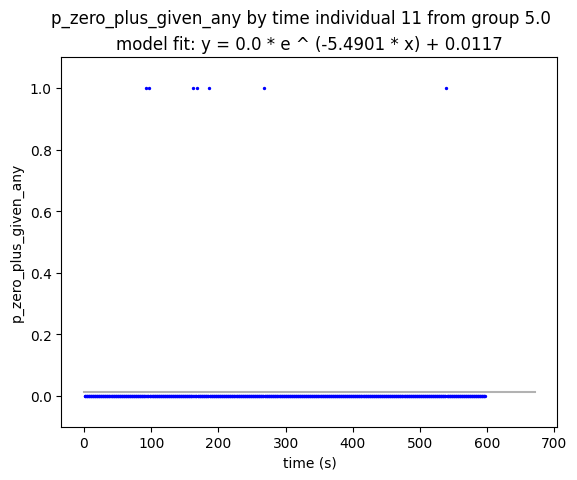 p_zero_plus_given_any by time individual 11 from group 5.0
model fit: y = 0.0 * e ^ (-5.4901 * x) + 0.0117
1.0
0.8
0.6
0.4
0.2
0.0
p_zero_plus_given_any
0 100 200 300 400 500 600 700
time (s)